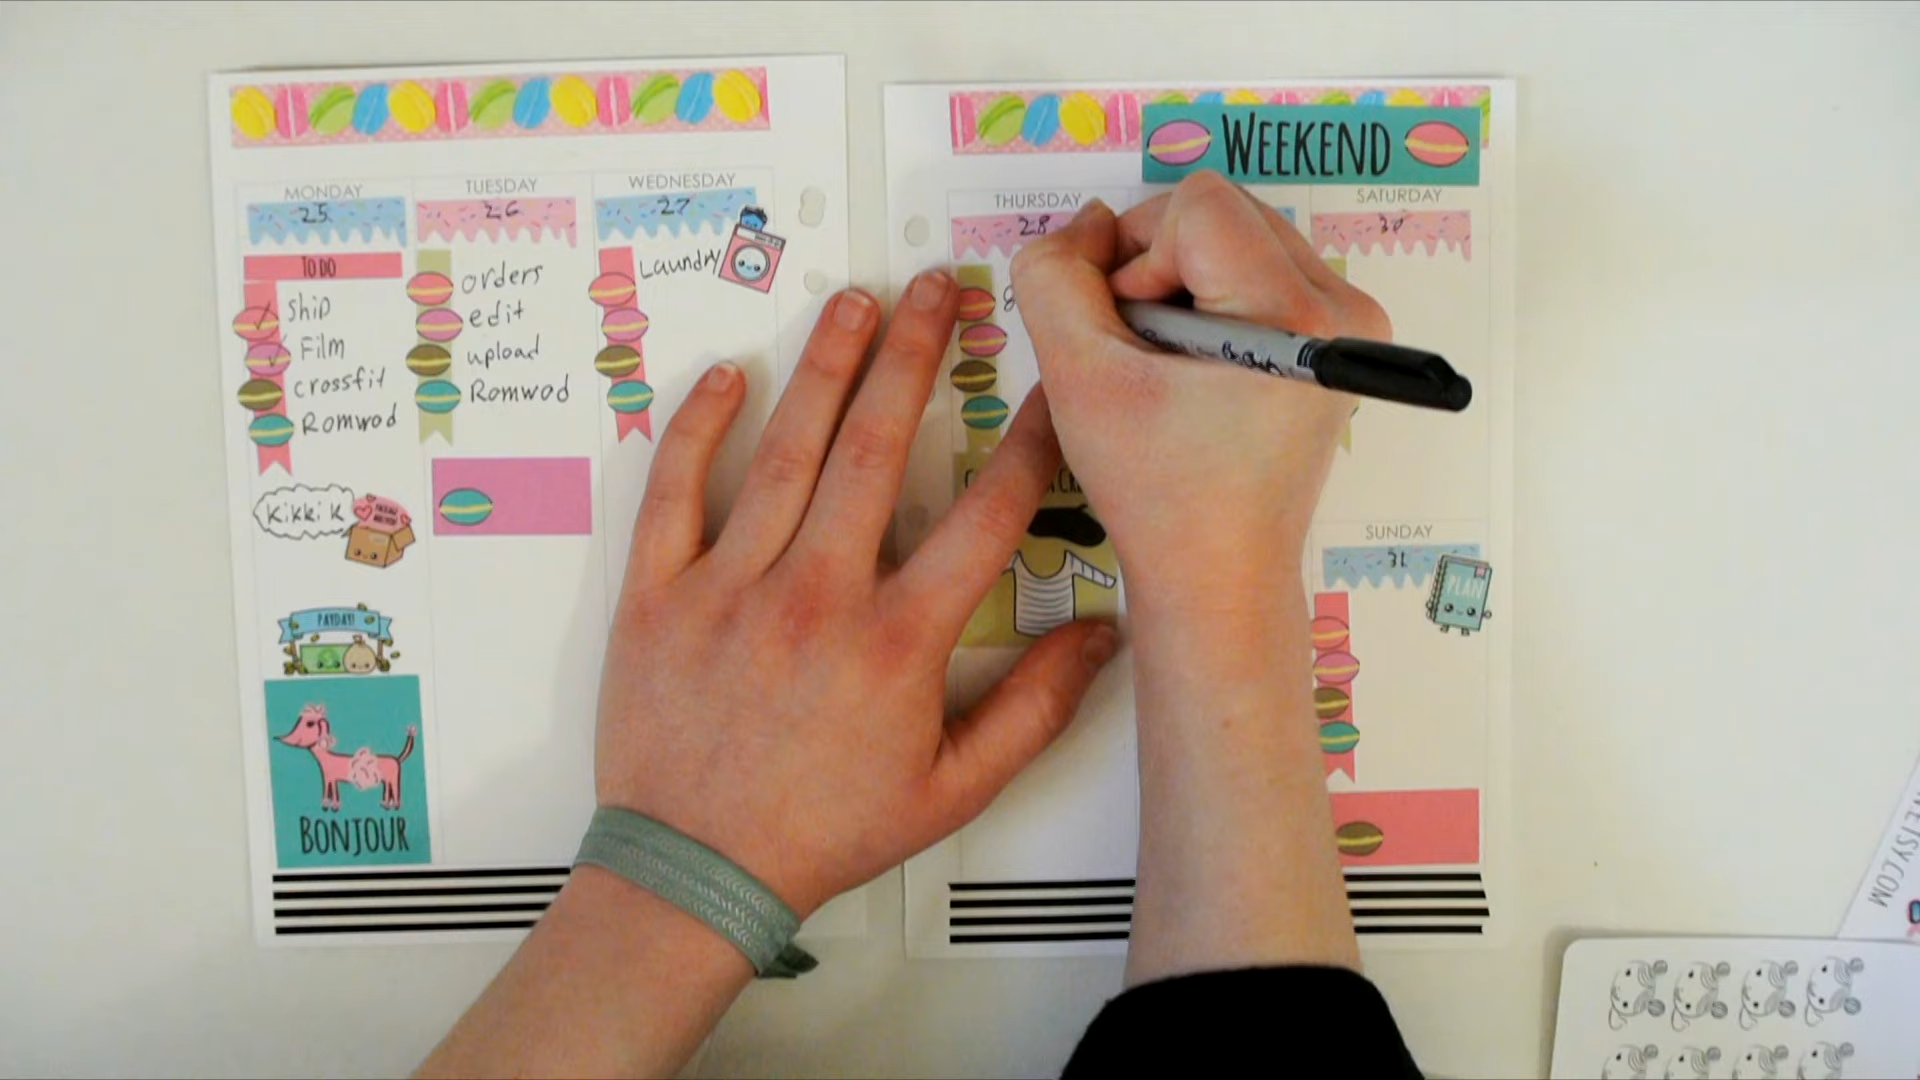 WEEKEND
MONDAY
TUESDAY
WEDNESDAY
THURSDAY
SATURDAY
25
26
27
28
30
TO DO
Ship
Film
crossfit
Romwod
orders
edit
upload
Romwod
Laundry
Kikki K
PAYDAY!
BONJOUR
SUNDAY
31
PLAN